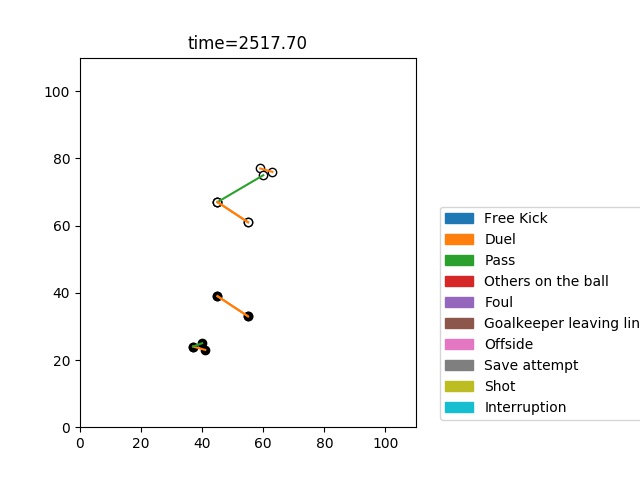 time=2517.70
100
80
60
40
20
0
0 20 40 60 80 100
Free Kick
Duel
Pass
Others on the ball
Foul
Goalkeeper leaving lin
Offside
Save attempt
Shot
Interruption